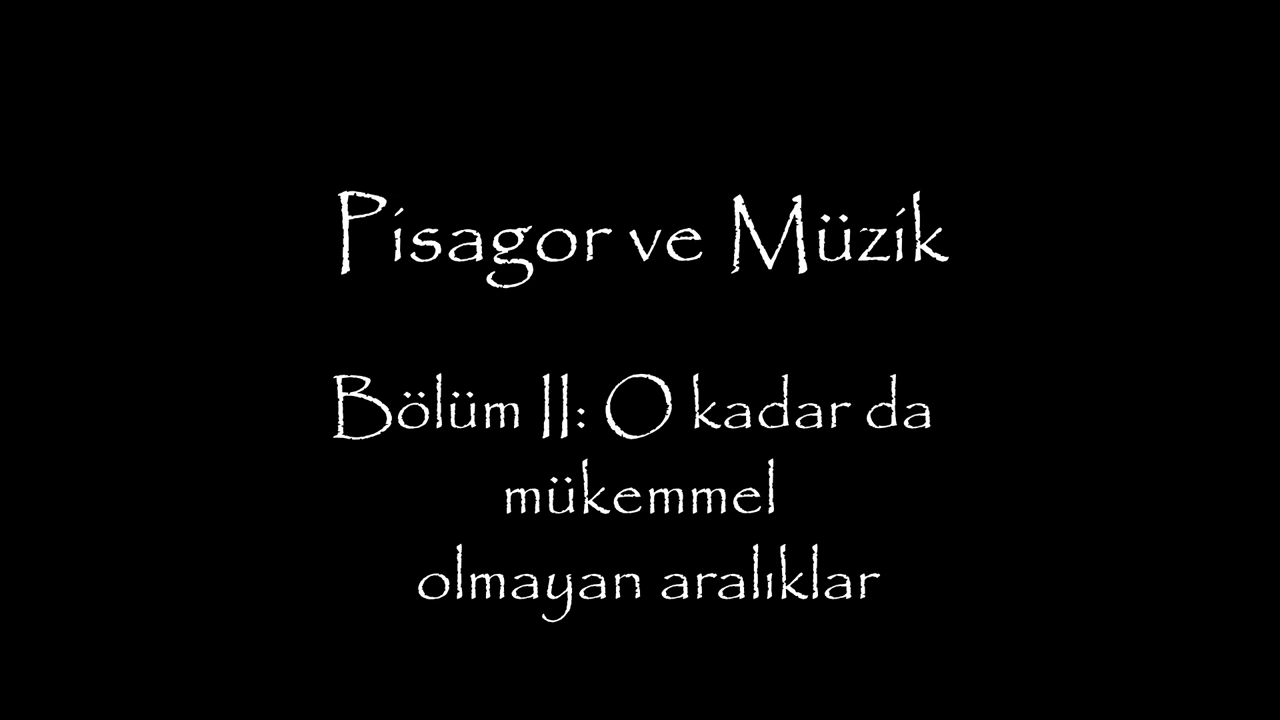 Pisagor ve Müzik
Bölüm II: O kadar da
mükemmel
olmayan aralıklar